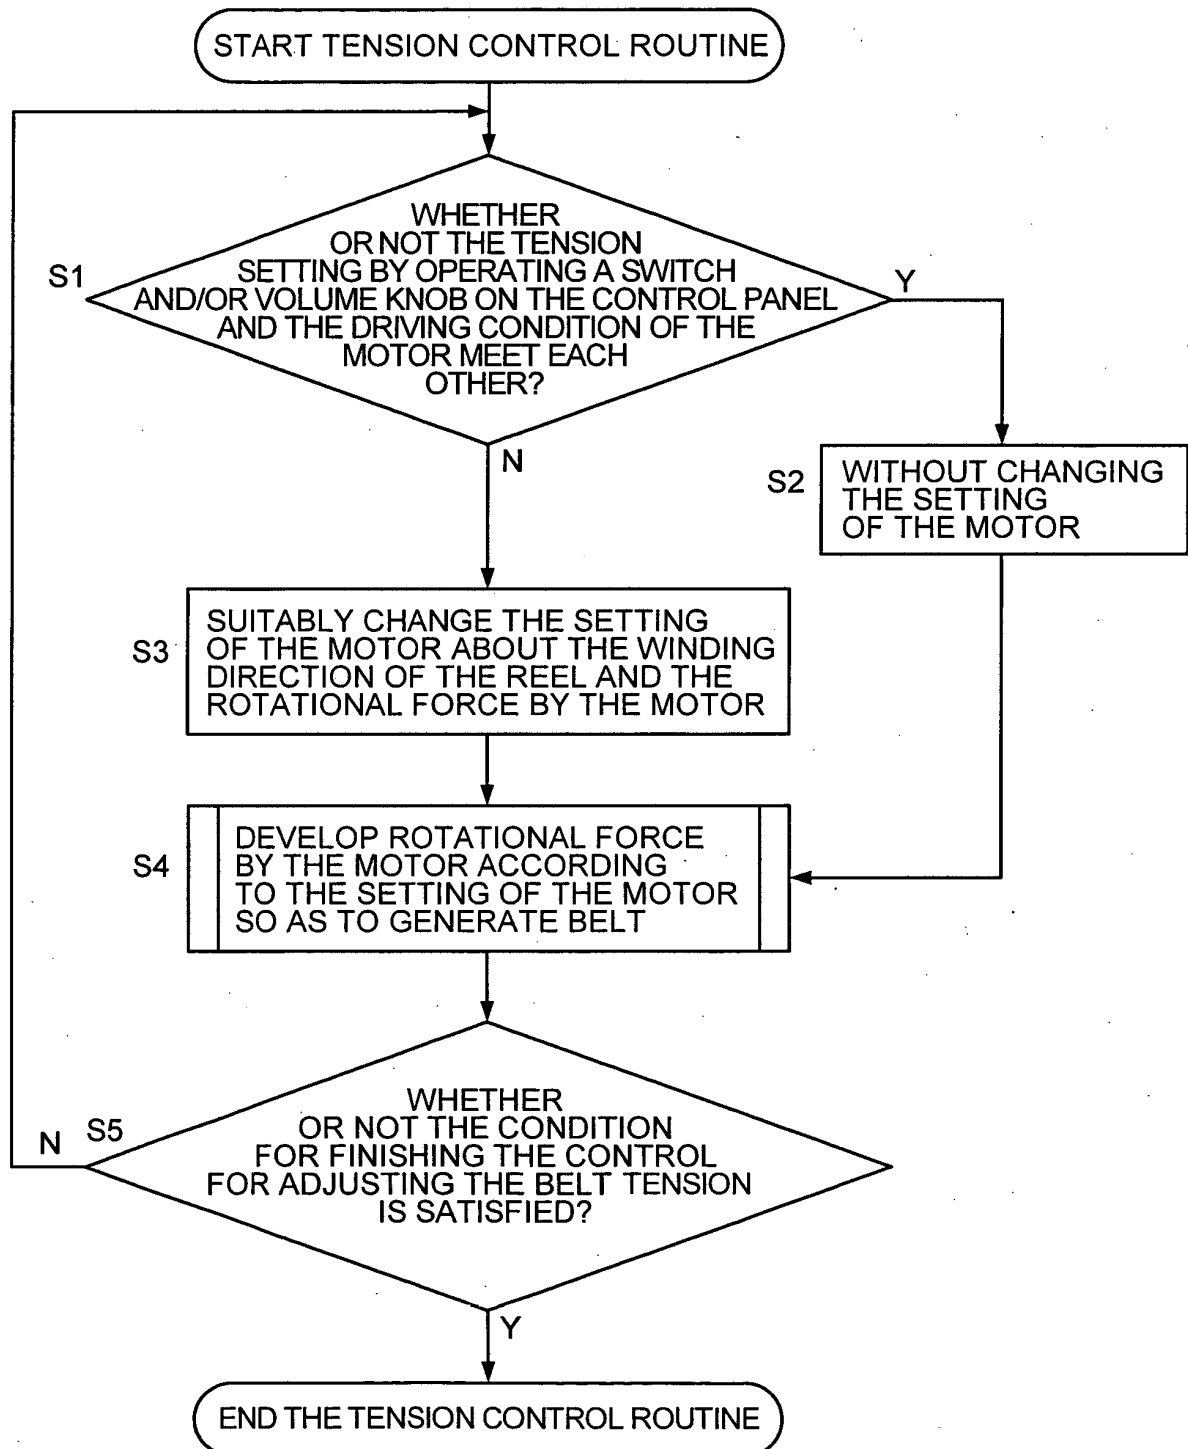 START TENSION CONTROL ROUTINE
WHETHER
OR NOT THE TENSION
SETTING BY OPERATING A SWITCH
AND/OR VOLUME KNOB ON THE CONTROL PANEL
AND THE DRIVING CONDITION OF THE
MOTOR MEET EACH
OTHER?
S1
Y
N
S2
WITHOUT CHANGING
THE SETTING
OF THE MOTOR
S3
SUITABLY CHANGE THE SETTING
OF THE MOTOR ABOUT THE WINDING
DIRECTION OF THE REEL AND THE
ROTATIONAL FORCE BY THE MOTOR
S4
DEVELOP ROTATIONAL FORCE
BY THE MOTOR ACCORDING
TO THE SETTING OF THE MOTOR
SO AS TO GENERATE BELT
N
S5
WHETHER
OR NOT THE CONDITION
FOR FINISHING THE CONTROL
FOR ADJUSTING THE BELT TENSION
IS SATISFIED?
Y
END THE TENSION CONTROL ROUTINE